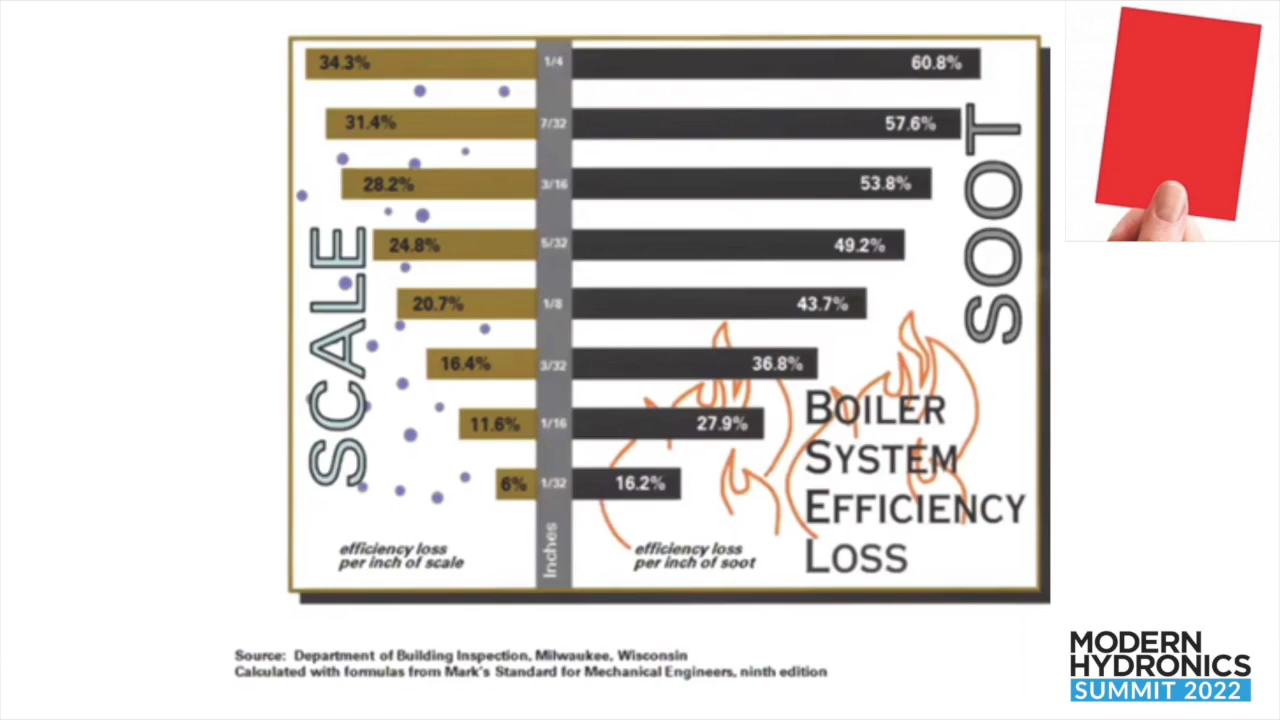 34.3% 1/4 60.8%
31.4% 7/32 57.6%
28.2% 3/16 53.8%
24.8% 5/32 49.2%
20.7% 1/8 43.7%
16.4% 3/32 36.8%
11.6% 1/16 27.9%
6% 1/32 16.2%
SCALE
SOOT
Inches
BOILER
SYSTEM
EFFICIENCY
LOSS
efficiency loss
per inch of scale
efficiency loss
per inch of soot
Source: Department of Building Inspection, Milwaukee, Wisconsin
Calculated with formulas from Mark's Standard for Mechanical Engineers, ninth edition
MODERN
HYDRONICS
SUMMIT 2022